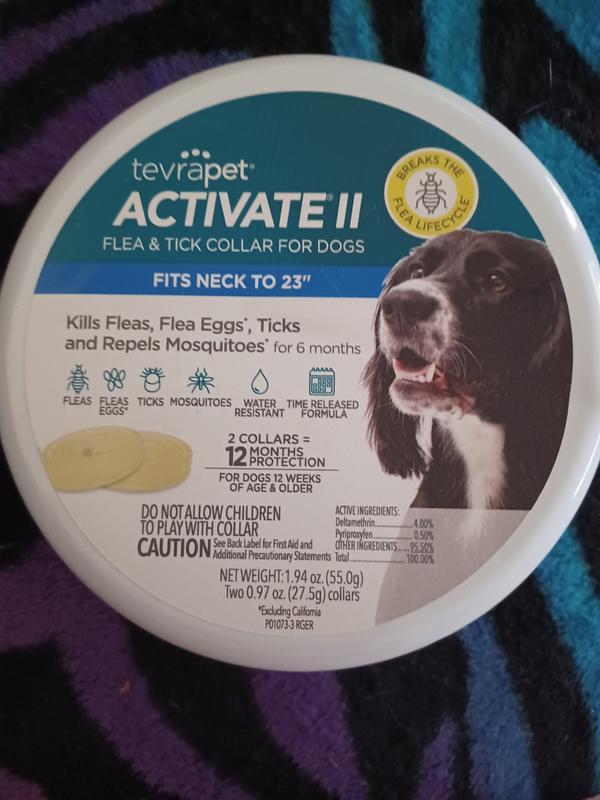 tevrapet®
ACTIVATE® II
FLEA & TICK COLLAR FOR DOGS
BREAKS THE
FLEA LIFECYCLE
FITS NECK TO 23"
Kills Fleas, Flea Eggs*, Ticks
and Repels Mosquitoes* for 6 months
FLEAS
FLEAS EGGS*
TICKS
MOSQUITOES
WATER RESISTANT
TIME RELEASED FORMULA
2 COLLARS =
12 MONTHS PROTECTION
FOR DOGS 12 WEEKS
OF AGE & OLDER
DO NOT ALLOW CHILDREN
TO PLAY WITH COLLAR
CAUTION See Back Label for First Aid and
Additional Precautionary Statements
ACTIVE INGREDIENTS:
Deltamethrin..........4.00%
Pyriproxyfen..........0.50%
OTHER INGREDIENTS....95.50%
Total....................100.00%
NET WEIGHT: 1.94 oz. (55.0g)
Two 0.97 oz. (27.5g) collars
*Excluding California
P01073-3 RGER